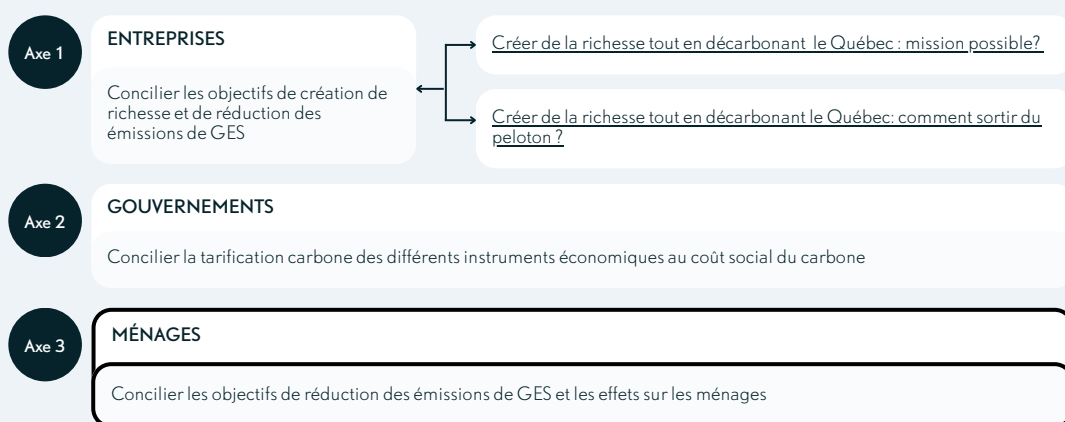 Axe 1
ENTREPRISES
Concilier les objectifs de création de
richesse et de réduction des
émissions de GES
Créer de la richesse tout en décarbonant le Québec : mission possible?
Créer de la richesse tout en décarbonant le Québec: comment sortir du
peloton ?
Axe 2
GOUVERNEMENTS
Concilier la tarification carbone des différents instruments économiques au coût social du carbone
Axe 3
MÉNAGES
Concilier les objectifs de réduction des émissions de GES et les effets sur les ménages